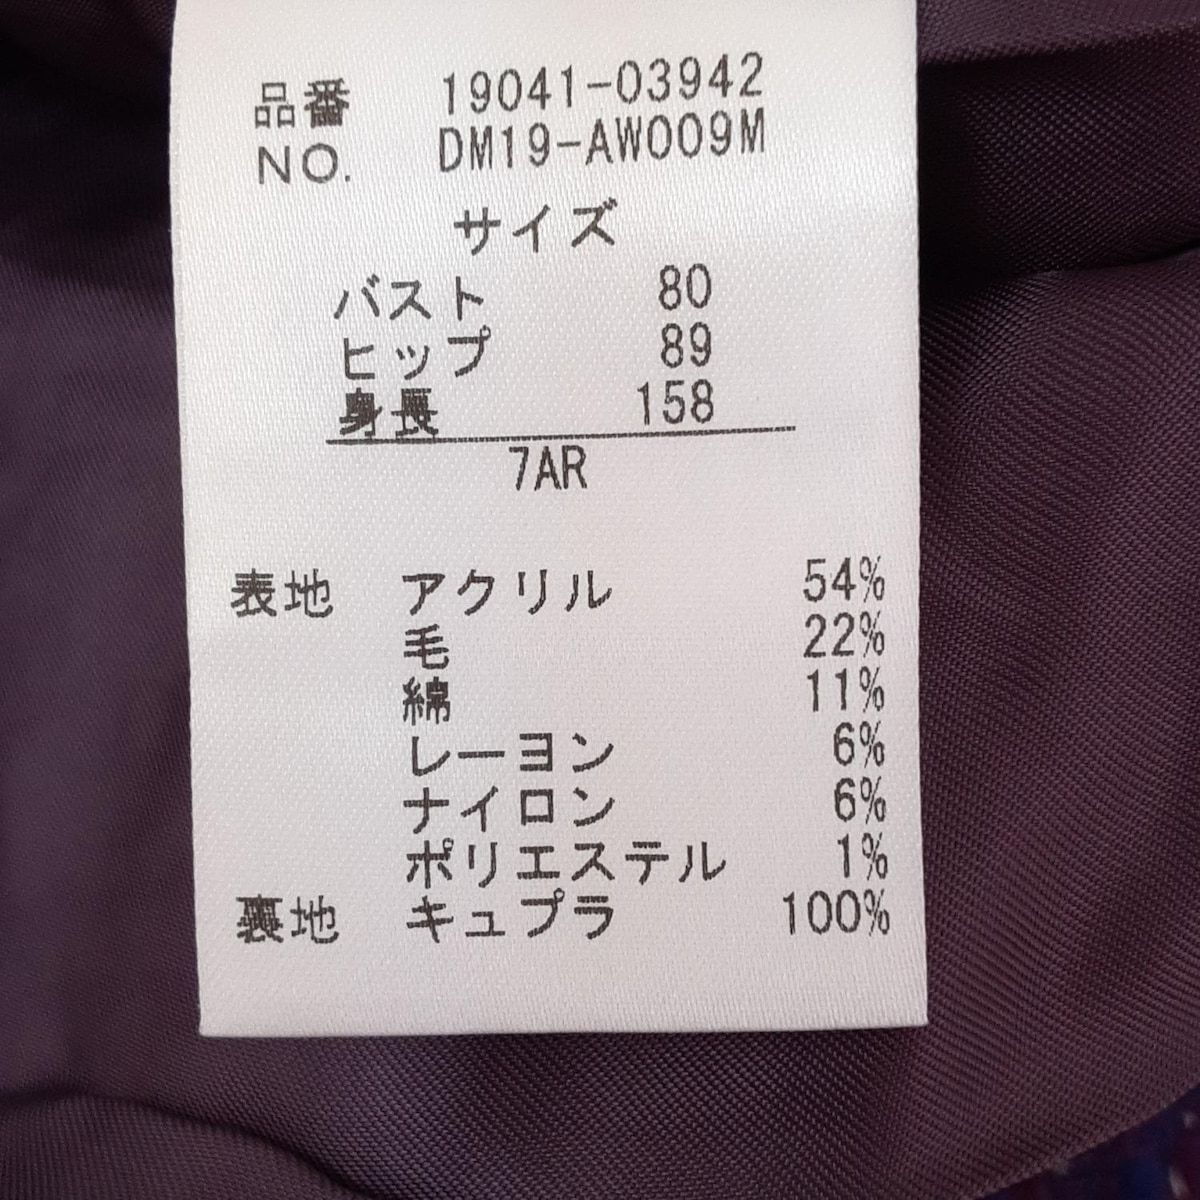 品番 19041-03942
NO. DM19-AW009M
サイズ
バスト 80
ヒップ 89
身長 158
7AR
表地 アクリル 54%
毛 22%
綿 11%
レーヨン 6%
ナイロン 6%
ポリエステル 1%
裏地 キュプラ 100%